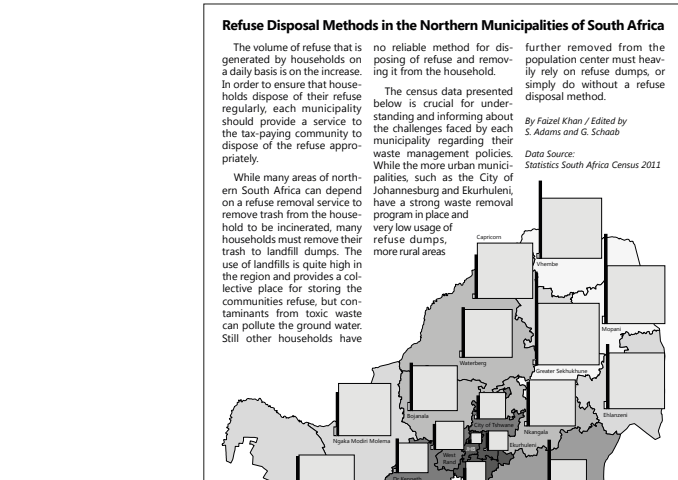 Refuse Disposal Methods in the Northern Municipalities of South Africa
The volume of refuse that is
generated by households on
a daily basis is on the increase.
In order to ensure that house-
holds dispose of their refuse
regularly, each municipality
should provide a service to
the tax-paying community to
dispose of the refuse appro-
priately.
While many areas of north-
ern South Africa can depend
on a refuse removal service to
remove trash from the house-
hold to be incinerated, many
households must remove their
trash to landfill dumps. The
use of landfills is quite high in
the region and provides a col-
lective place for storing the
communities refuse, but con-
taminants from toxic waste
can pollute the ground water.
Still other households have
no reliable method for dis-
posing of refuse and remov-
ing it from the household.
The census data presented
below is crucial for under-
standing and informing about
the challenges faced by each
municipality regarding their
waste management policies.
While the more urban munici-
palities, such as the City of
Johannesburg and Ekurhuleni,
have a strong waste removal
program in place and
very low usage of
refuse dumps,
more rural areas
further removed from the
population center must heav-
ily rely on refuse dumps, or
simply do without a refuse
disposal method.
By Faizel Khan / Edited by
S. Adams and G. Schaab
Data Source:
Statistics South Africa Census 2011
Capricorn
Vhembe
Mopani
Waterberg
Greater Sekhukhune
Bojanala
Ehlanzeni
City of Tshwane
Nkangala
Ngaka Modiri Molema
Ekurhuleni
West
Rand